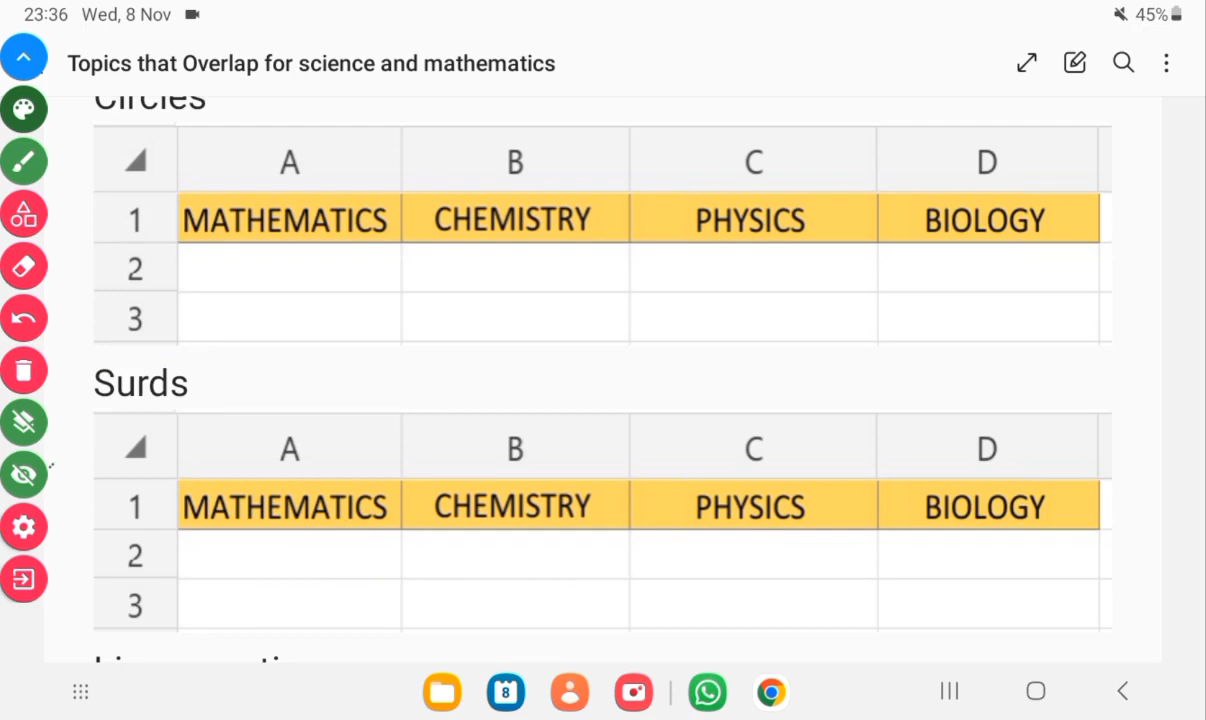 23:36 Wed, 8 Nov 45%
Topics that Overlap for science and mathematics
Circles
A B C D
1 MATHEMATICS CHEMISTRY PHYSICS BIOLOGY
2
3
Surds
A B C D
1 MATHEMATICS CHEMISTRY PHYSICS BIOLOGY
2
3
8